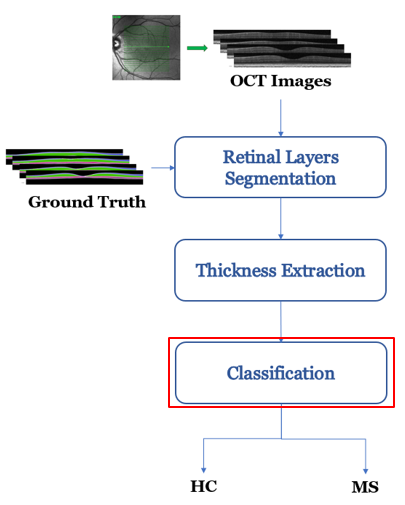 OCT Images
Retinal Layers
Segmentation
Ground Truth
Thickness Extraction
Classification
HC
MS